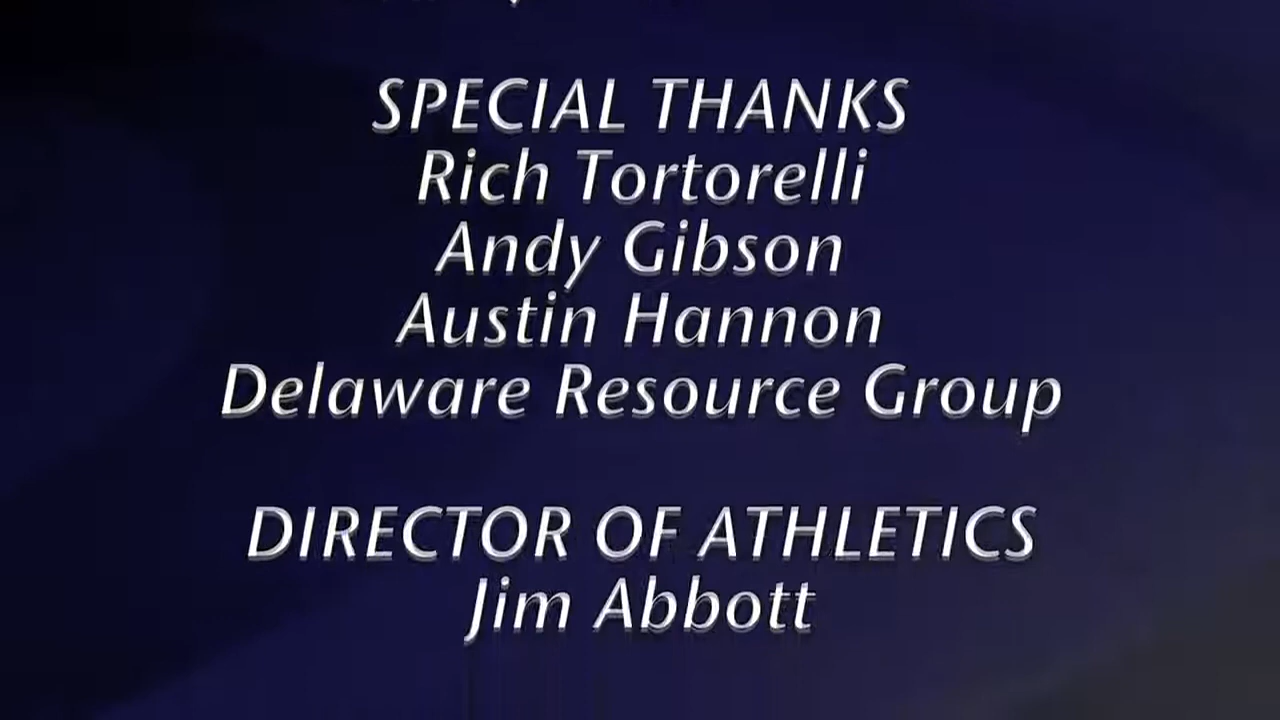 SPECIAL THANKS
Rich Tortorelli
Andy Gibson
Austin Hannon
Delaware Resource Group
DIRECTOR OF ATHLETICS
Jim Abbott